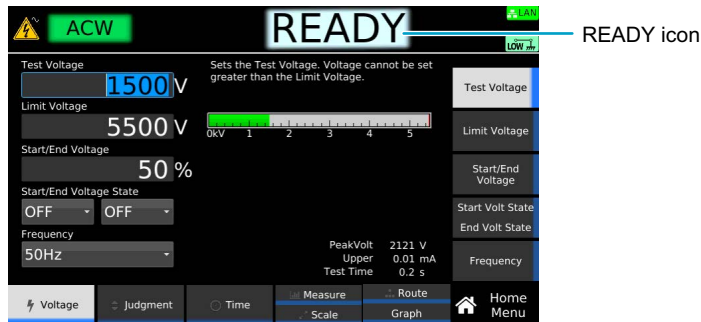 ACW
READY
LAN
LOW
READY icon
Test Voltage
1500 V
Sets the Test Voltage. Voltage cannot be set
greater than the Limit Voltage.
Limit Voltage
5500 V
0kV 1 2 3 4 5
Start/End Voltage
50 %
Start/End Voltage State
OFF OFF
Frequency
50Hz
PeakVolt 2121 V
Upper 0.01 mA
Test Time 0.2 s
Test Voltage
Limit Voltage
Start/End
Voltage
Start Volt State
End Volt State
Frequency
Voltage
Judgment
Time
Measure
Scale
Route
Graph
Home
Menu